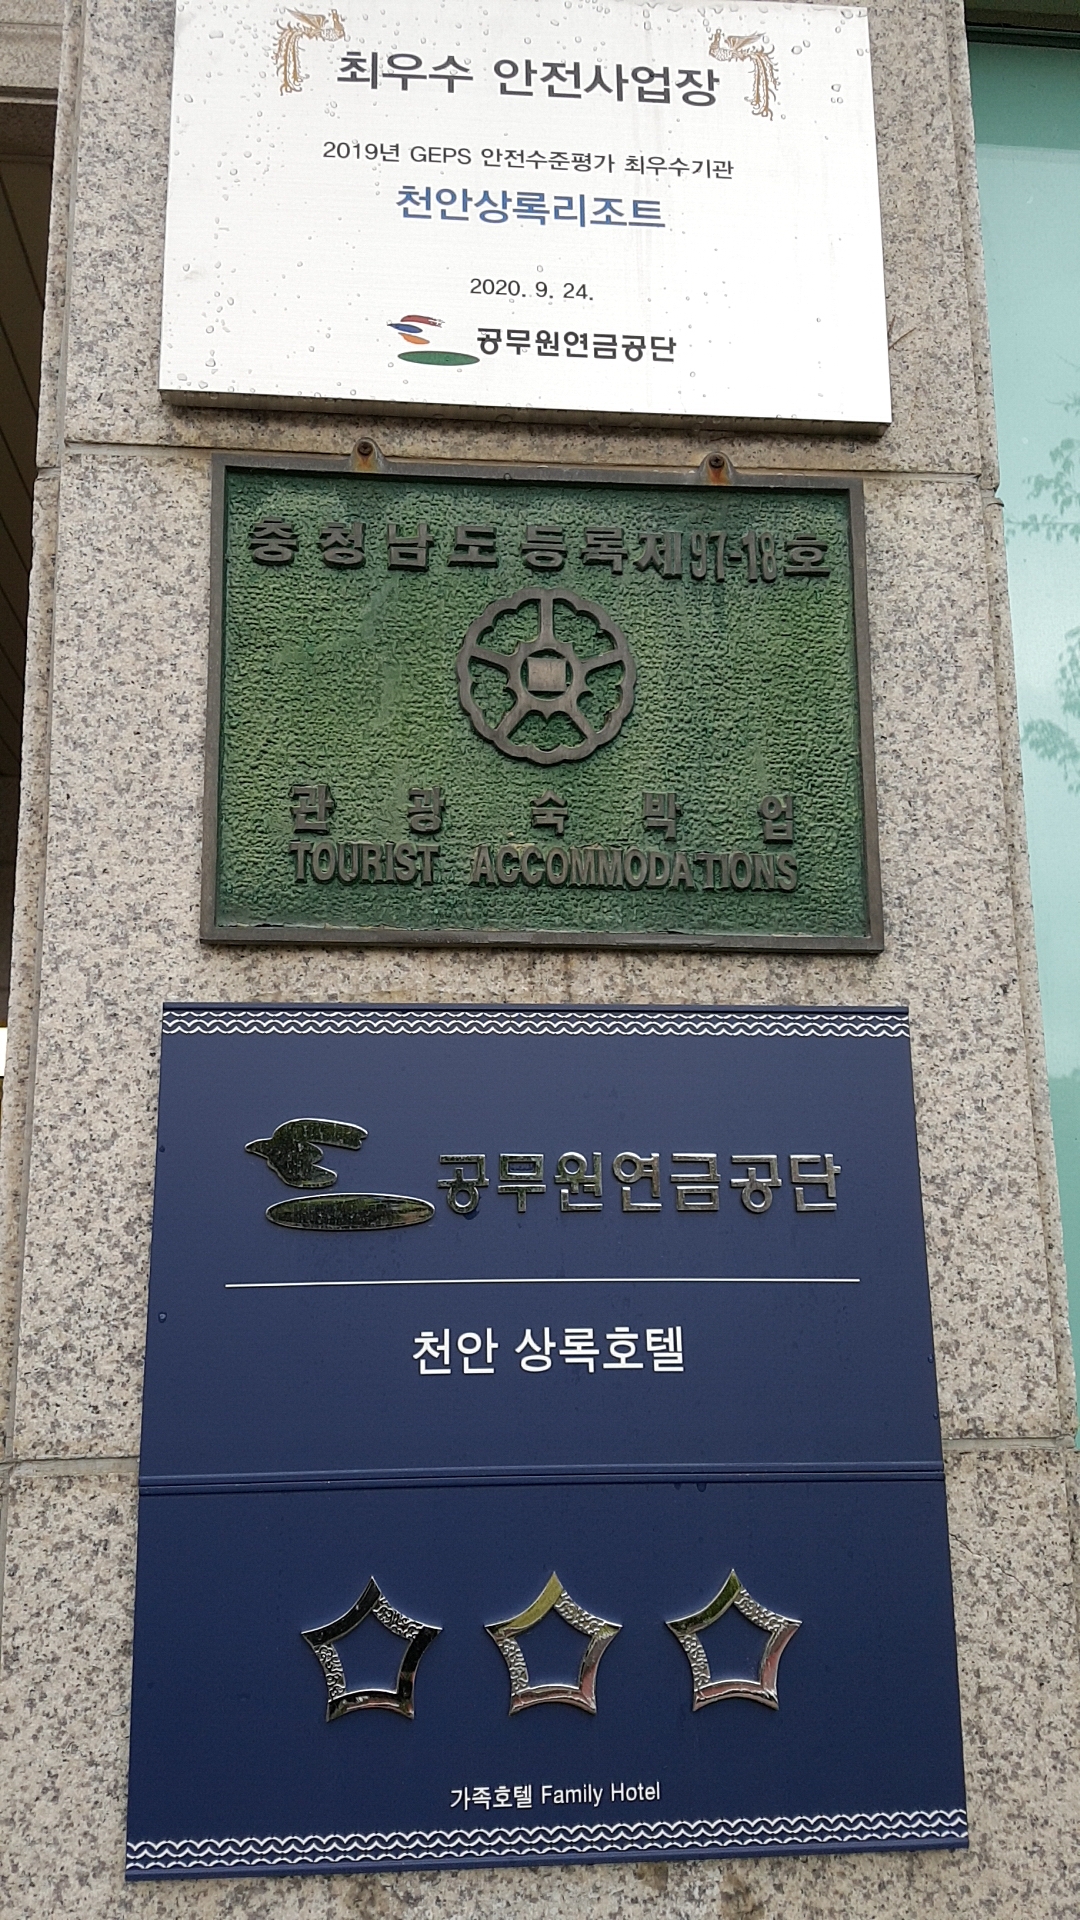 최우수 안전사업장
2019년 GEPS 안전수준평가 최우수기관
천안상록리조트
2020. 9. 24.
공무원연금공단
충청남도등록제97-18호
관광숙박업
TOURIST ACCOMMODATIONS
공무원연금공단
천안 상록호텔
가족호텔 Family Hotel